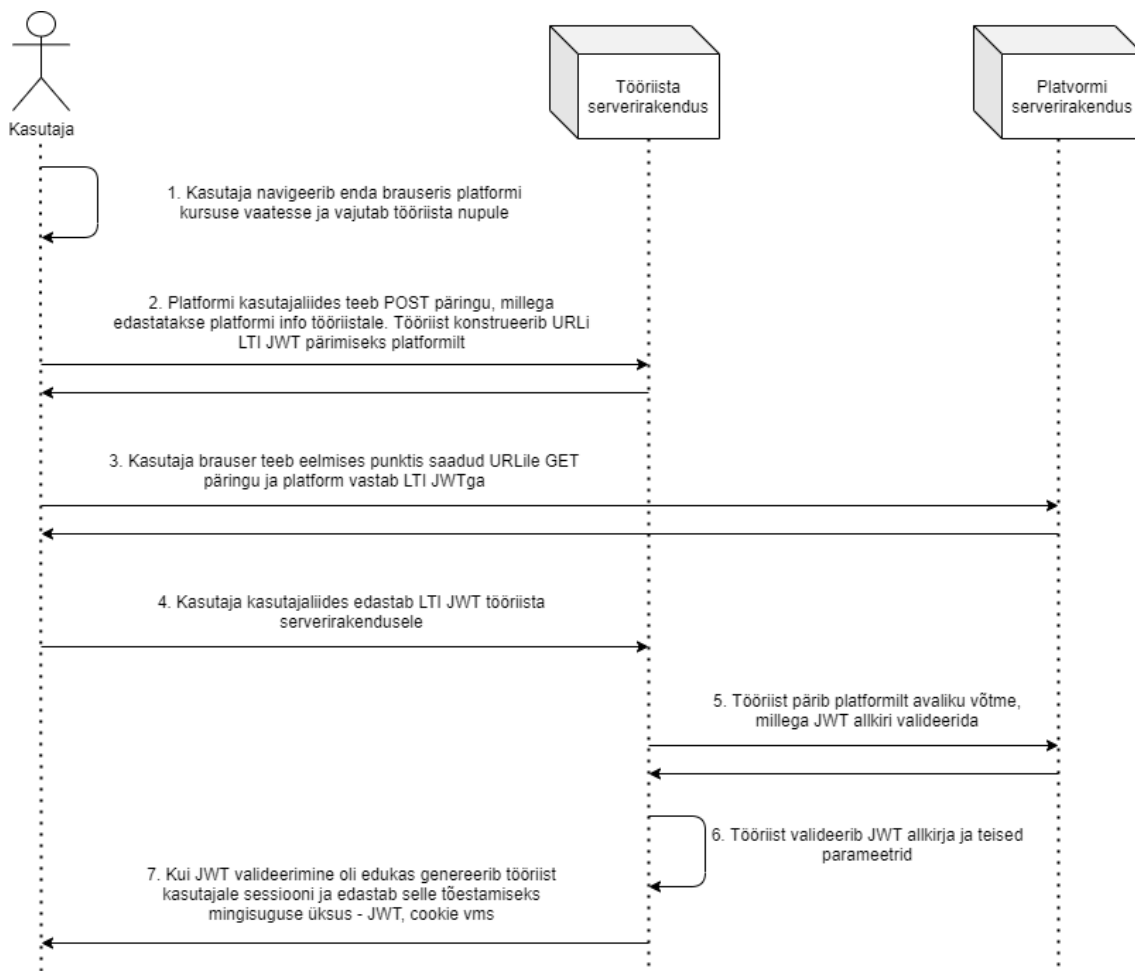 Kasutaja
Tööriista
serverirakendus
Platvormi
serverirakendus
1. Kasutaja navigeerib enda brauseris platformi
kursuse vaatesse ja vajutab tööriista nupule
2. Platformi kasutajaliides teeb POST päringu, millega
edastatakse platformi info tööriistale. Tööriist konstrueerib URLi
LTI JWT pärimiseks platformilt
3. Kasutaja brauser teeb eelmises punktis saadud URLile GET
päringu ja platform vastab LTI JWTga
4. Kasutaja kasutajaliides edastab LTI JWT tööriista
serverirakendusele
5. Tööriist pärib platformilt avaliku võtme,
millega JWT allkiri valideerida
6. Tööriist valideerib JWT allkirja ja teised
parameetrid
7. Kui JWT valideerimine oli edukas genereerib tööriist
kasutajale sessiooni ja edastab selle tõestamiseks
mingisuguse üksus - JWT, cookie vms